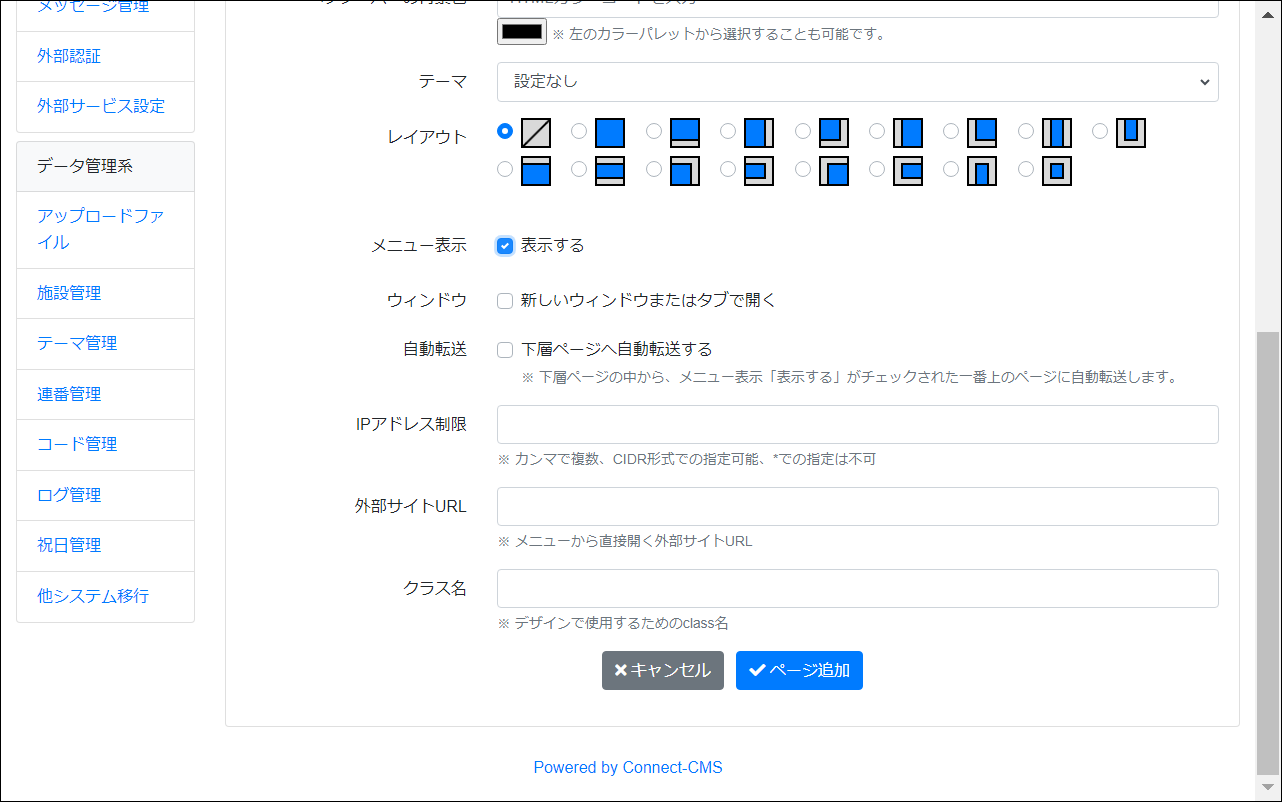 メッセージ管理
外部認証
外部サービス設定
データ管理系
アップロードファ
イル
施設管理
テーマ管理
連番管理
コード管理
ログ管理
祝日管理
他システム移行
※ 左のカラーパレットから選択することも可能です。
テーマ
設定なし
レイアウト
メニュー表示
表示する
ウィンドウ
新しいウィンドウまたはタブで開く
自動転送
下層ページへ自動転送する
※ 下層ページの中から、メニュー表示「表示する」がチェックされた一番上のページに自動転送します。
IPアドレス制限
※ カンマで複数、CIDR形式での指定可能、*での指定は不可
外部サイトURL
※ メニューから直接開く外部サイトURL
クラス名
※ デザインで使用するためのclass名
キャンセル
ページ追加
Powered by Connect-CMS